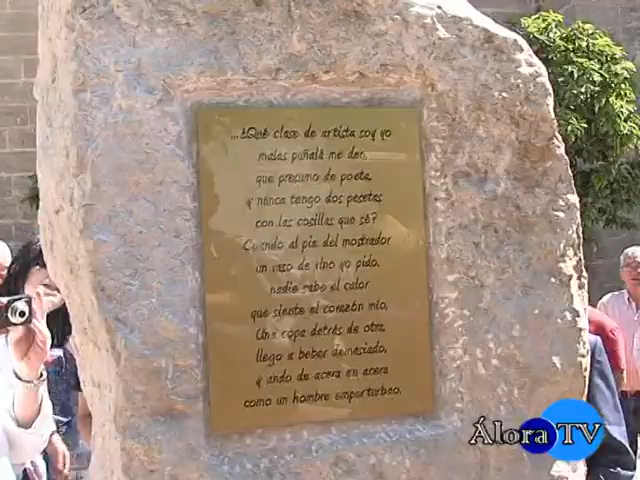 ...¿Qué clase de artista soy yo
malas puñalá me den,
que presumo de poeta,
y nunca tengo dos pesetas
con las cosillas que sé?
Cuando al pie del mostrador
un vaso de vino yo pido,
nadie sabe el calor
que siente el corazón mío,
Una copa detrás de otra,
llego a beber demasiado,
y ando de acera en acera
como un hombre emperturbao.
Álora TV